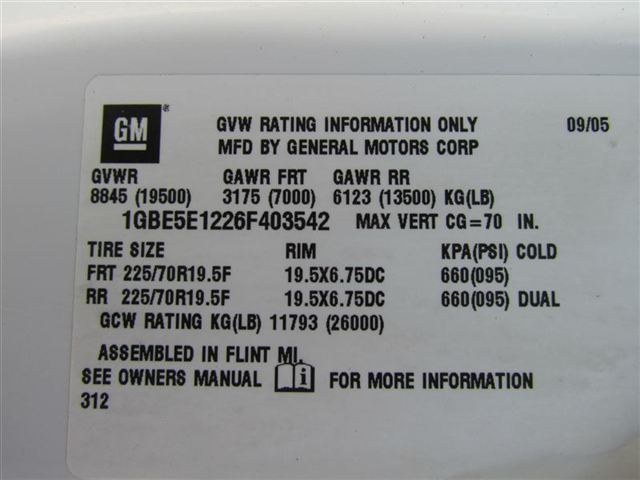 GM ®
GVW RATING INFORMATION ONLY 09/05
MFD BY GENERAL MOTORS CORP
GVWR GAWR FRT GAWR RR
8845 (19500) 3175 (7000) 6123 (13500) KG(LB)
1GBE5E1226F403542 MAX VERT CG=70 IN.
TIRE SIZE RIM KPA(PSI) COLD
FRT 225/70R19.5F 19.5X6.75DC 660(095)
RR 225/70R19.5F 19.5X6.75DC 660(095) DUAL
GCW RATING KG(LB) 11793 (26000)
ASSEMBLED IN FLINT MI.
SEE OWNERS MANUAL i FOR MORE INFORMATION
312